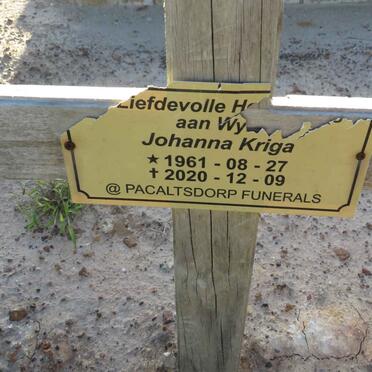 Liefdevolle
aan
Johanna Kriga
★ 1961 - 08 - 27
✝ 2020 - 12 - 09
@ PACALTSDORP FUNERALS